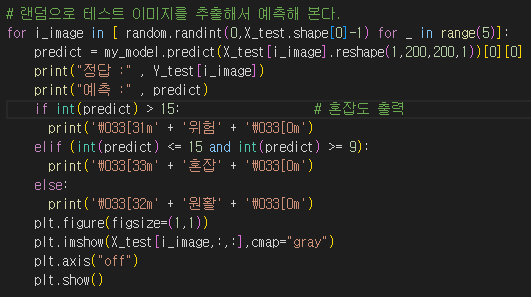 # 랜덤으로 테스트 이미지를 추출해서 예측해 본다.
for i_image in [ random.randint(0,X_test.shape[0]-1) for _ in range(5)]:
    predict = my_model.predict(X_test[i_image].reshape(1,200,200,1))[0][0]
    print("정답 :" , Y_test[i_image])
    print("예측 :" , predict)
    if int(predict) > 15:                    # 혼잡도 출력
      print('₩033[31m' + '위험' + '₩033[0m')
    elif (int(predict) <= 15 and int(predict) >= 9):
      print('₩033[33m' + '혼잡' + '₩033[0m')
    else:
      print('₩033[32m' + '원활' + '₩033[0m')
    plt.figure(figsize=(1,1))
    plt.imshow(X_test[i_image,:,:],cmap="gray")
    plt.axis("off")
    plt.show()